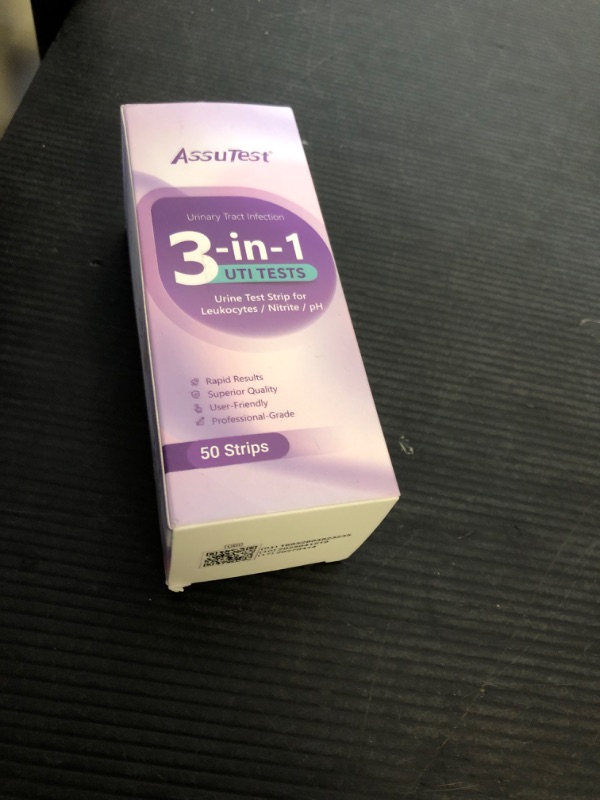 AssuTest®
Urinary Tract Infection
3-in-1
UTI TESTS
Urine Test Strip for
Leukocytes / Nitrite / pH
Rapid Results
Superior Quality
User-Friendly
Professional-Grade
50 Strips